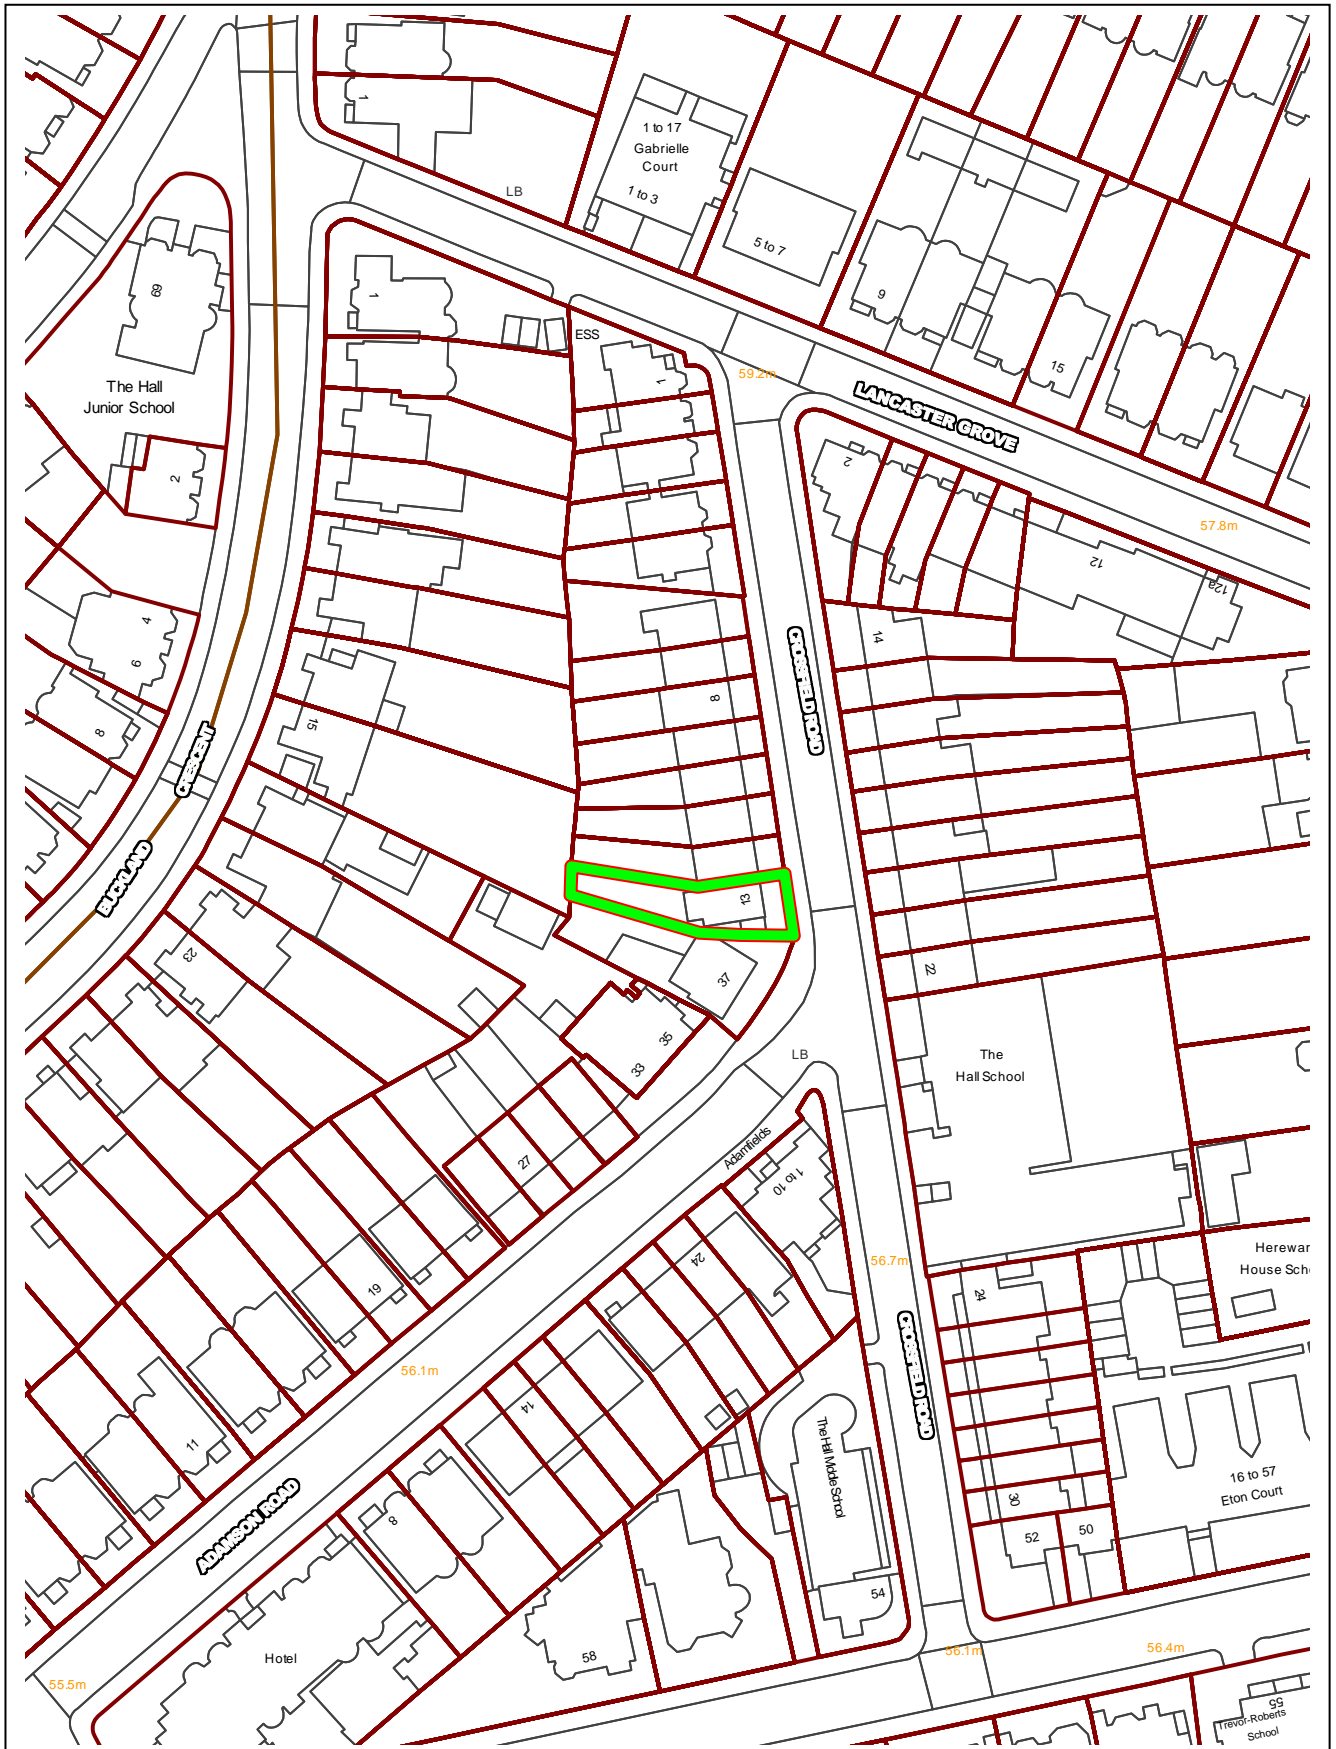 1
1 to 17
Gabrielle
Court
1 to 3
LB
5 to 7
9
15
69
1
ESS
1
59.2m
LANCASTER GROVE
The Hall
Junior School
2
2
57.8m
12
12a
4
6
14
CROSSFIELD ROAD
8
8
15
CRESCENT
BUCKLAND
13
23
22
37
35
33
LB
The
Hall School
27
Adamfields
1 to 10
24
56.7m
Herewar
House Sch
19
24
CROSSFIELD ROAD
56.1m
14
11
The Hall Middle School
16 to 57
Eton Court
30
52
50
8
ADAMSON ROAD
54
58
Hotel
55.5m
56.1m
56.4m
55
Trevor-Roberts
School